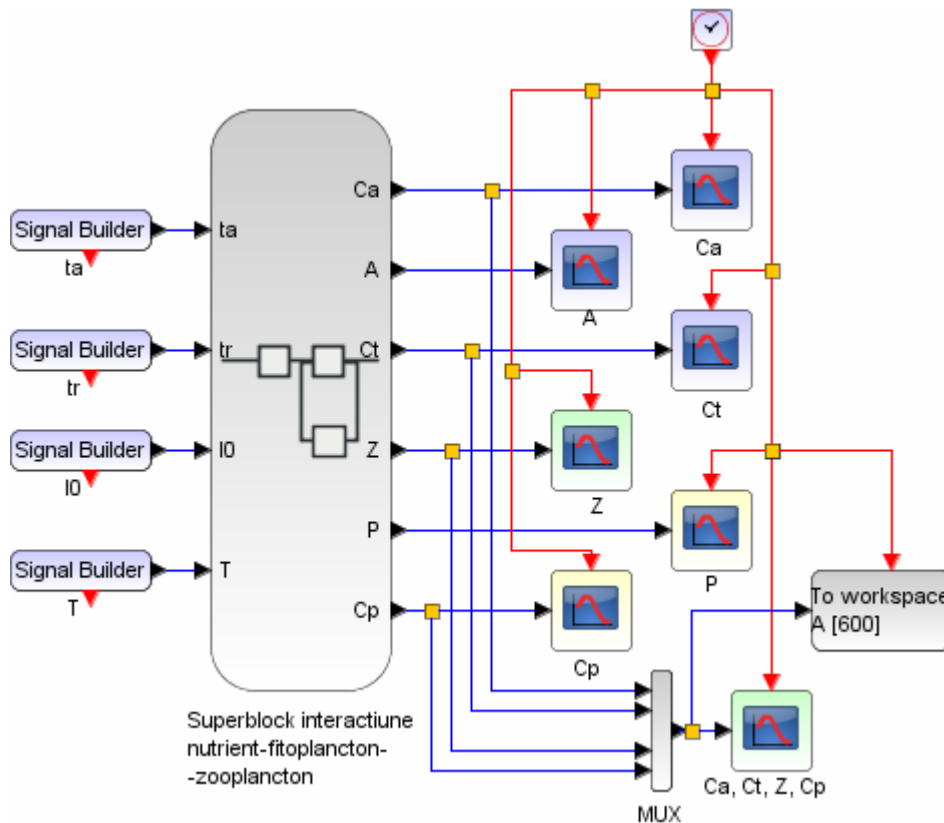 Ca
Signal Builder
ta
ta
Ca
A
A
Signal Builder
tr
tr
Ct
Ct
Signal Builder
I0
I0
Z
Z
P
P
Signal Builder
T
T
To workspace
A [600]
Cp
Cp
Superblock interactiune
nutrient-fitoplancton-
-zooplancton
MUX
Ca, Ct, Z, Cp